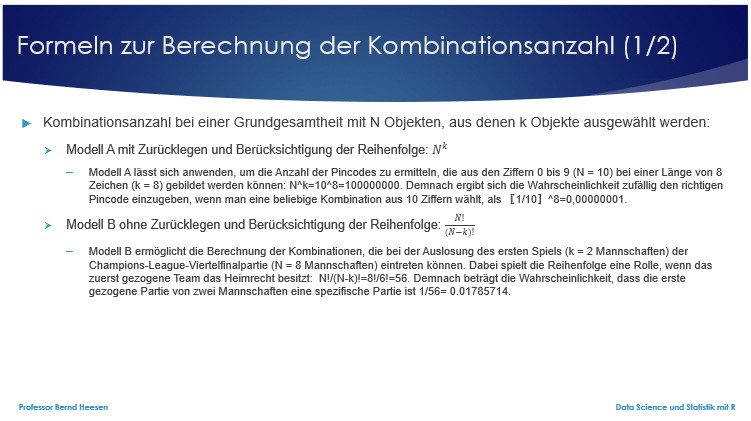 Formeln zur Berechnung der Kombinationsanzahl (1/2)
Kombinationsanzahl bei einer Grundgesamtheit mit N Objekten, aus denen k Objekte ausgewählt werden:
Modell A mit Zurücklegen und Berücksichtigung der Reihenfolge: N^k
– Modell A lässt sich anwenden, um die Anzahl der Pincodes zu ermitteln, die aus den Ziffern 0 bis 9 (N = 10) bei einer Länge von 8
Zeichen (k = 8) gebildet werden können: N^k=10^8=100000000. Demnach ergibt sich die Wahrscheinlichkeit zufällig den richtigen
Pincode einzugeben, wenn man eine beliebige Kombination aus 10 Ziffern wählt, als 〖1/10〗^8=0,00000001.
Modell B ohne Zurücklegen und Berücksichtigung der Reihenfolge: N!/(N−k)!
– Modell B ermöglicht die Berechnung der Kombinationen, die bei der Auslosung des ersten Spiels (k = 2 Mannschaften) der
Champions-League-Viertelfinalpartie (N = 8 Mannschaften) eintreten können. Dabei spielt die Reihenfolge eine Rolle, wenn das
zuerst gezogene Team das Heimrecht besitzt: N!/(N-k)!=8!/6!=56. Demnach beträgt die Wahrscheinlichkeit, dass die erste
gezogene Partie von zwei Mannschaften eine spezifische Partie ist 1/56= 0.01785714.
Professor Bernd Heesen
Data Science und Statistik mit R